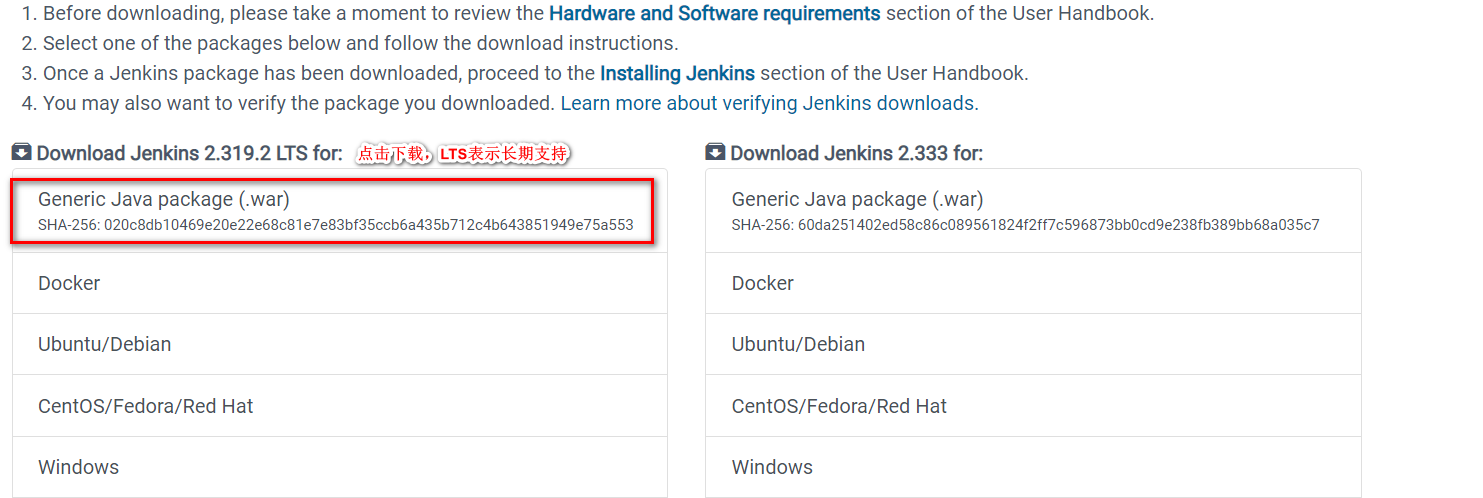 1. Before downloading, please take a moment to review the Hardware and Software requirements section of the User Handbook.
2. Select one of the packages below and follow the download instructions.
3. Once a Jenkins package has been downloaded, proceed to the Installing Jenkins section of the User Handbook.
4. You may also want to verify the package you downloaded. Learn more about verifying Jenkins downloads.
Download Jenkins 2.319.2 LTS for: 点击下载，LTS表示长期支持
Generic Java package (.war)
SHA-256: 020c8db10469e20e22e68c81e7e83bf35ccb6a435b712c4b643851949e75a553
Docker
Ubuntu/Debian
CentOS/Fedora/Red Hat
Windows
Download Jenkins 2.333 for:
Generic Java package (.war)
SHA-256: 60da251402ed58c86c089561824f2ff7c596873bb0cd9e238fb389bb68a035c7
Docker
Ubuntu/Debian
CentOS/Fedora/Red Hat
Windows